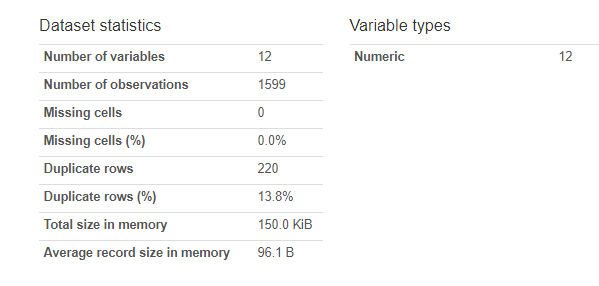 Dataset statistics
Number of variables 12
Number of observations 1599
Missing cells 0
Missing cells (%) 0.0%
Duplicate rows 220
Duplicate rows (%) 13.8%
Total size in memory 150.0 KiB
Average record size in memory 96.1 B
Variable types
Numeric 12